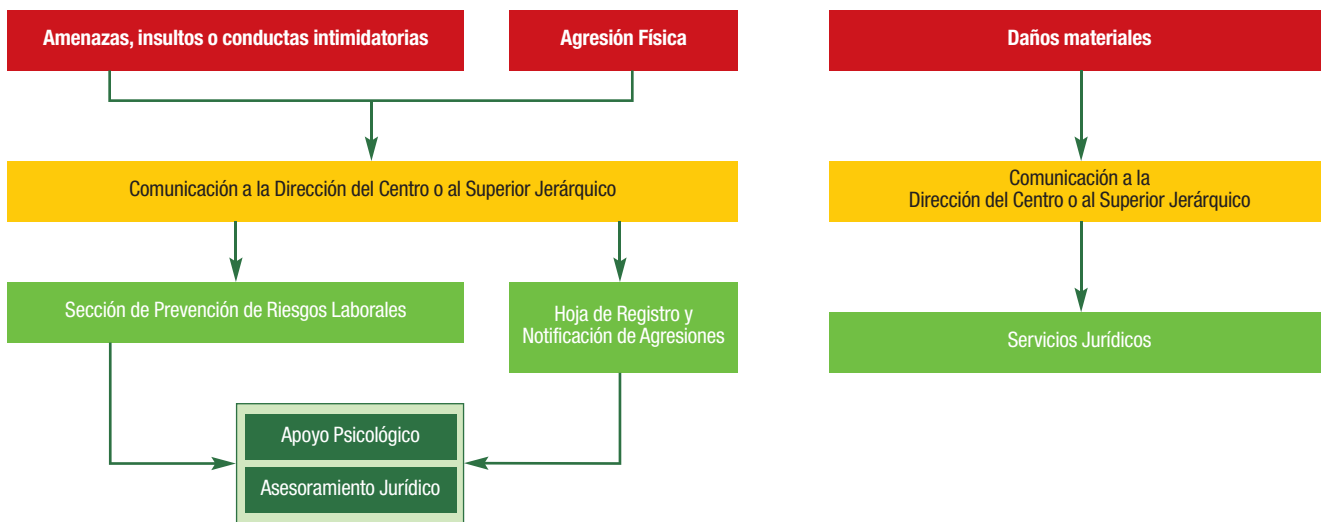 Amenazas, insultos o conductas intimidatorias
Agresión Física
Daños materiales
Comunicación a la Dirección del Centro o al Superior Jerárquico
Comunicación a la
Dirección del Centro o al Superior Jerárquico
Sección de Prevención de Riesgos Laborales
Hoja de Registro y
Notificación de Agresiones
Servicios Jurídicos
Apoyo Psicológico
Asesoramiento Jurídico